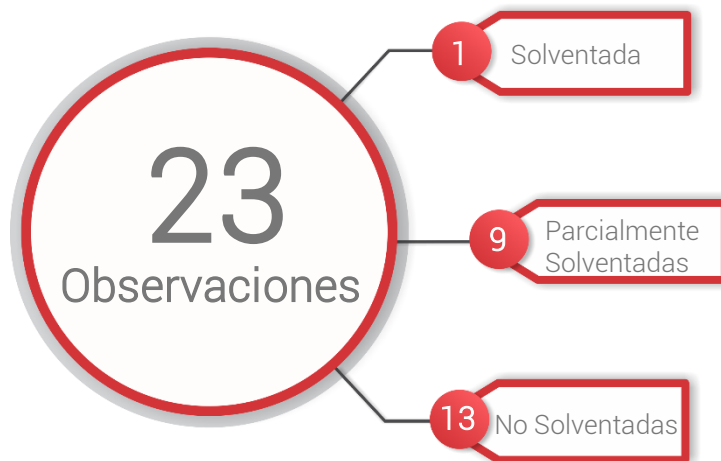 23
Observaciones
1
Solventada
9
Parcialmente
Solventadas
13
No Solventadas